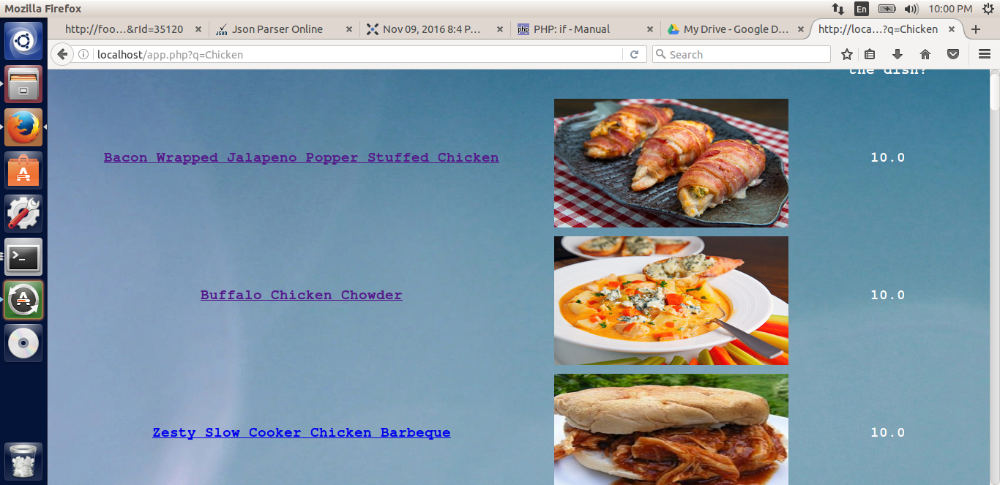 Mozilla Firefox
En
10:00 PM
http://foo...&rId=35120
JSON
Json Parser Online
Nov 09, 2016 8:4 P...
php
PHP: if - Manual
My Drive - Google D...
http://loca...?q=Chicken
localhost/app.php?q=Chicken
Search
the dish?
Bacon Wrapped Jalapeno Popper Stuffed Chicken
10.0
Buffalo Chicken Chowder
10.0
Zesty Slow Cooker Chicken Barbeque
10.0